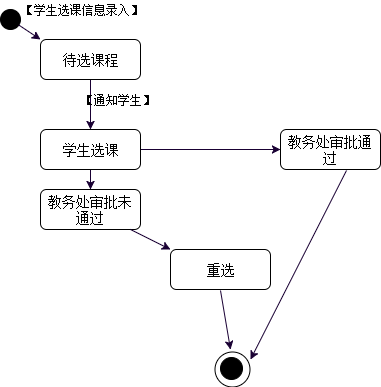 【学生选课信息录入】
待选课程
【通知学生】
学生选课
教务处审批通
过
教务处审批未
通过
重选